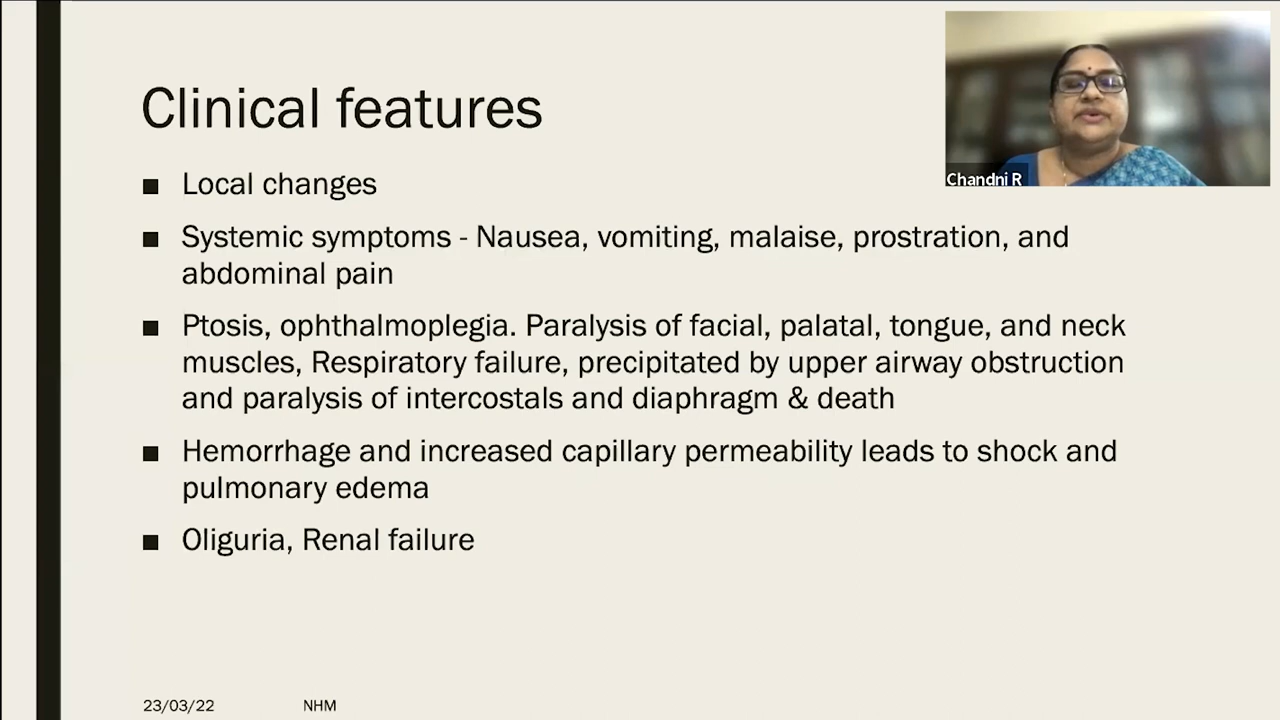 Clinical features
■ Local changes
■ Systemic symptoms - Nausea, vomiting, malaise, prostration, and
abdominal pain
■ Ptosis, ophthalmoplegia. Paralysis of facial, palatal, tongue, and neck
muscles, Respiratory failure, precipitated by upper airway obstruction
and paralysis of intercostals and diaphragm & death
■ Hemorrhage and increased capillary permeability leads to shock and
pulmonary edema
■ Oliguria, Renal failure
23/03/22 NHM
Chandni R